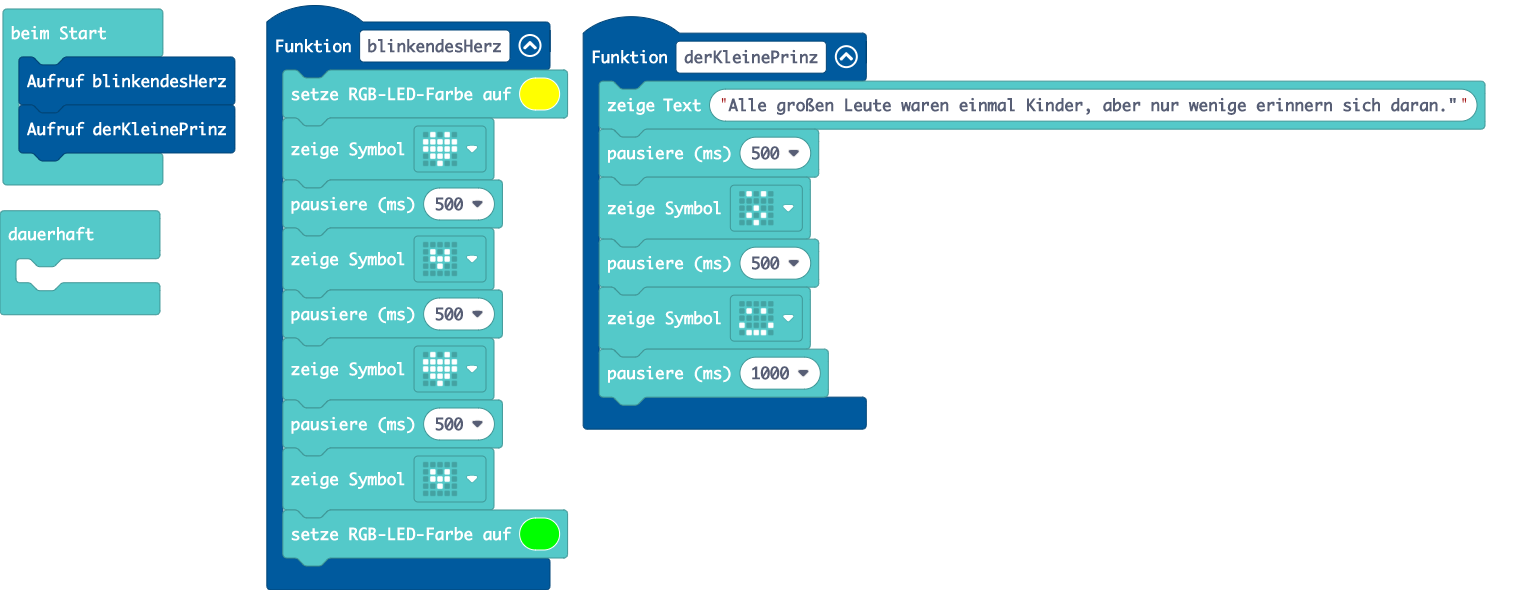 beim Start
Aufruf blinkendesHerz
Aufruf derKleinePrinz
dauerhaft
Funktion blinkendesHerz
setze RGB-LED-Farbe auf
zeige Symbol
pausiere (ms) 500
zeige Symbol
pausiere (ms) 500
zeige Symbol
pausiere (ms) 500
zeige Symbol
setze RGB-LED-Farbe auf
Funktion derKleinePrinz
zeige Text "Alle großen Leute waren einmal Kinder, aber nur wenige erinnern sich daran.""
pausiere (ms) 500
zeige Symbol
pausiere (ms) 500
zeige Symbol
pausiere (ms) 1000